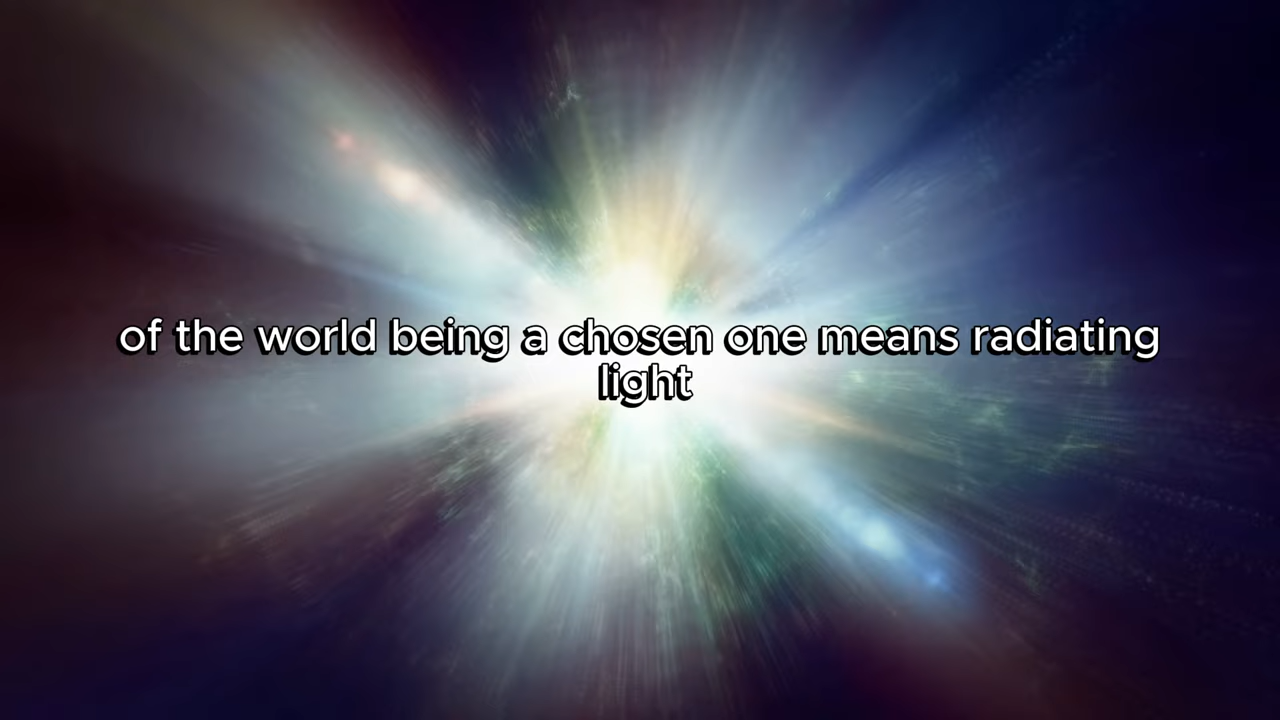 of the world being a chosen one means radiating
light